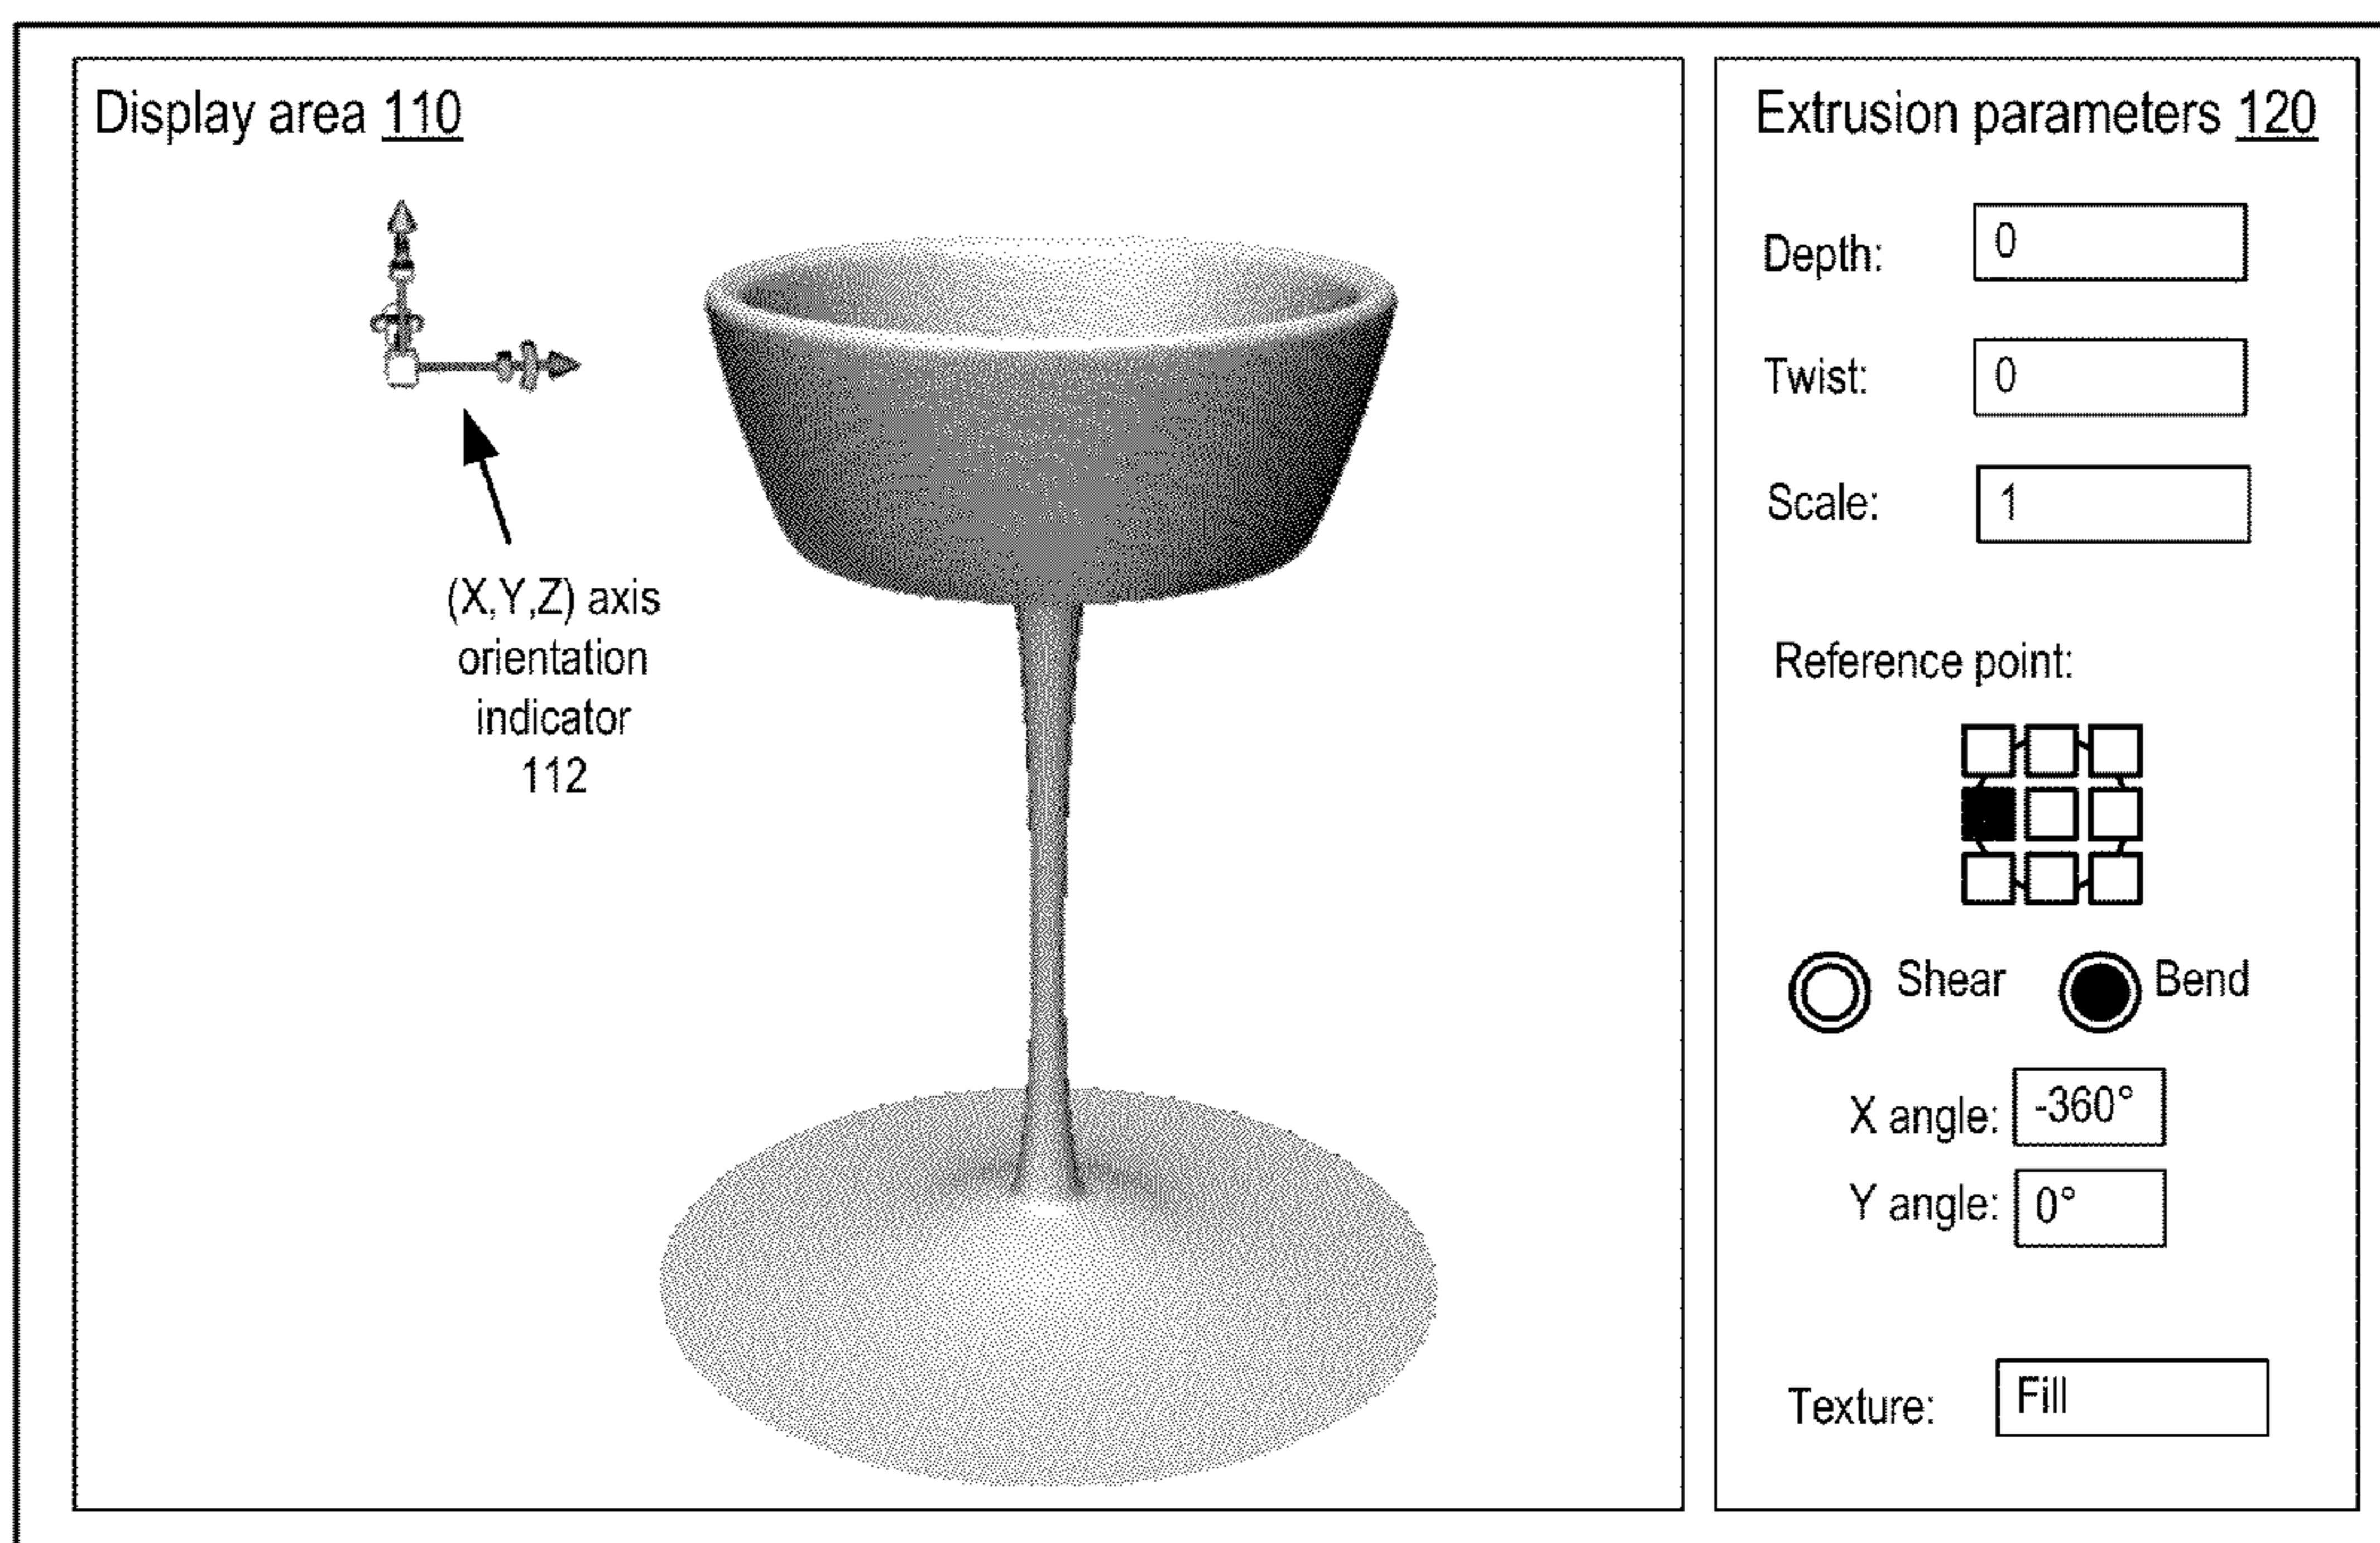 Display area 110
(X,Y,Z) axis
orientation
indicator
112
Extrusion parameters 120
Depth: 0
Twist: 0
Scale: 1
Reference point:
Shear Bend
X angle: -360°
Y angle: 0°
Texture: Fill